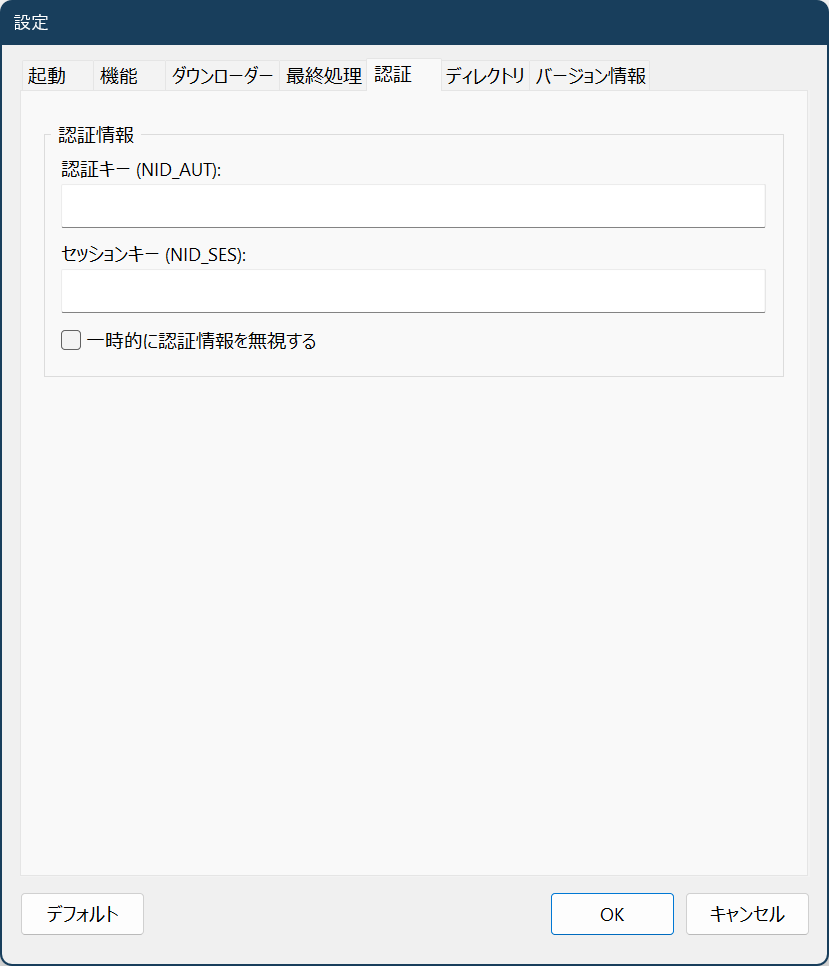 設定
起動 機能 ダウンローダー 最終処理 認証 ディレクトリ バージョン情報
認証情報
認証キー (NID_AUT):
セッションキー (NID_SES):
一時的に認証情報を無視する
デフォルト OK キャンセル